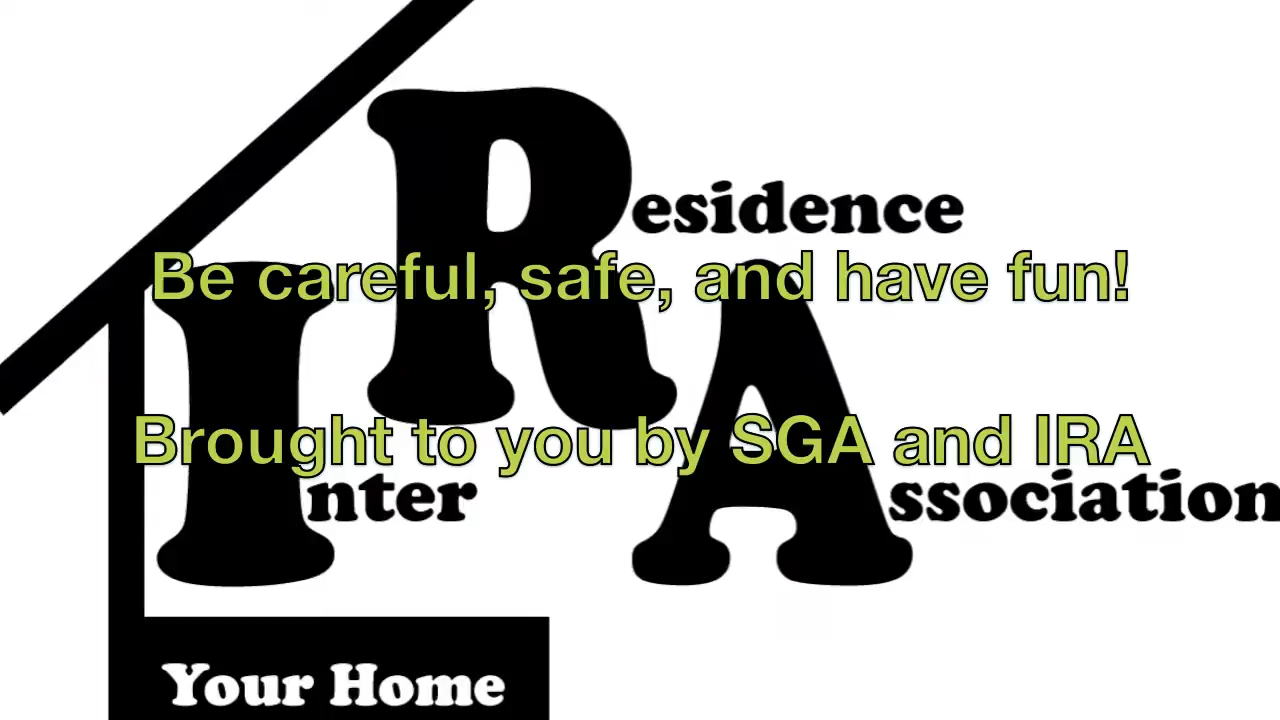 Residence
Be careful, safe, and have fun!
Brought to you by SGA and IRA
Inter Association
Your Home